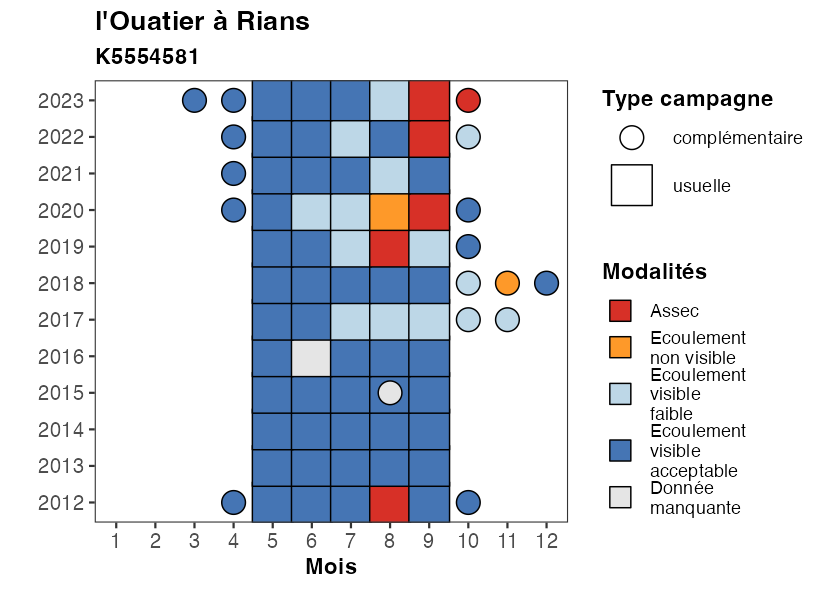 l'Ouatier à Rians
K5554581
2023
2022
2021
2020
2019
2018
2017
2016
2015
2014
2013
2012
1 2 3 4 5 6 7 8 9 10 11 12
Mois
Type campagne
complémentaire
usuelle
Modalités
Assec
Ecoulement
non visible
Ecoulement
visible
faible
Ecoulement
visible
acceptable
Donnée
manquante